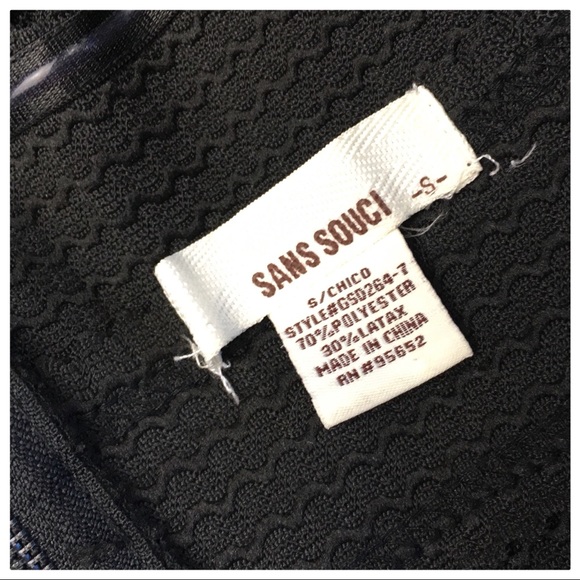 SANS SOUCI
-S-
S/CHICO
STYLE#GSD264-7
70%POLYESTER
30%LATAX
MADE IN CHINA
RN #95652